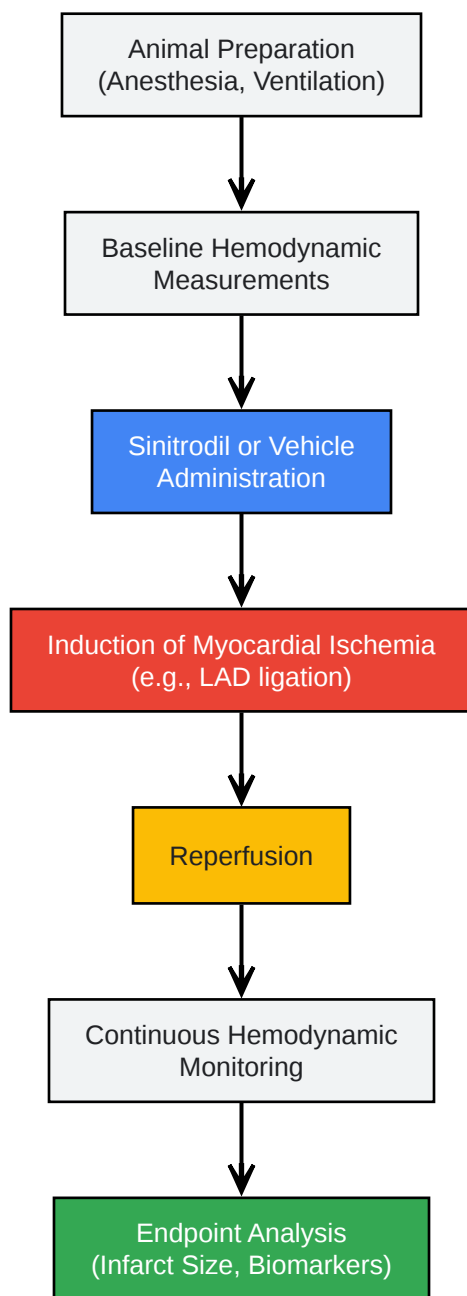 Animal Preparation
(Anesthesia, Ventilation)
Baseline Hemodynamic
Measurements
Sinitrodil or Vehicle
Administration
Induction of Myocardial Ischemia
(e.g., LAD ligation)
Reperfusion
Continuous Hemodynamic
Monitoring
Endpoint Analysis
(Infarct Size, Biomarkers)